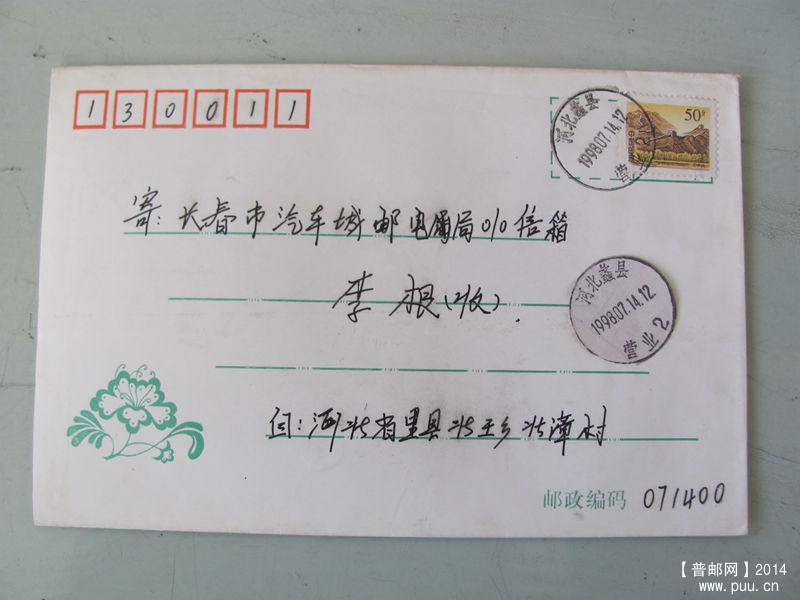 130011
50分
河北蠡县
1998.07.14.12
营业2
寄:长春市汽车城邮电局010信箱
李根(收)
河北蠡县
1998.07.14.12
营业2
自:河北省里县北王乡北漳村
邮政编码 071400
【普邮网】2014
www.puu.cn